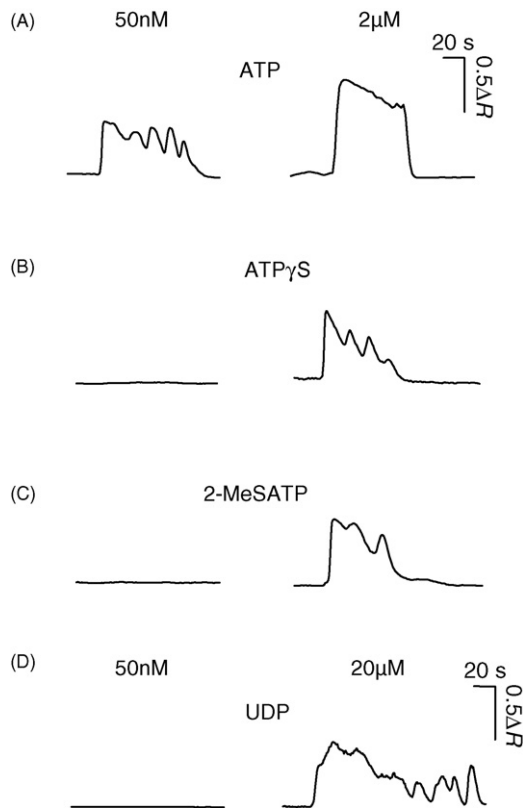 (A) 50nM 2µM
20 s
0.5ΔR
ATP
(B) ATPγS
(C) 2-MeSATP
(D) 50nM 20µM 20 s
0.5ΔR
UDP